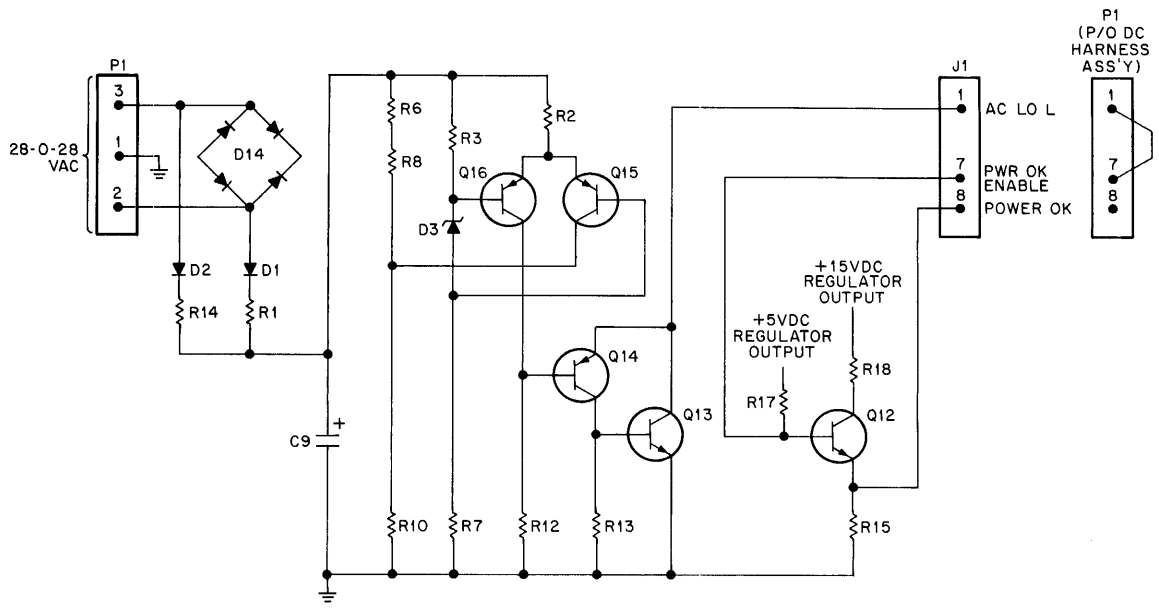 P1
(P/O DC
HARNESS
ASS'Y)
P1
J1
3
1
2
28-0-28
VAC
D14
D2
D1
R14
R1
C9
+
R6
R8
R3
R2
Q16
Q15
D3
Q14
Q13
R10
R7
R12
R13
1
AC LO L
7
PWR OK
ENABLE
8
POWER OK
1
7
8
+15VDC
REGULATOR
OUTPUT
+5VDC
REGULATOR
OUTPUT
R18
R17
Q12
R15